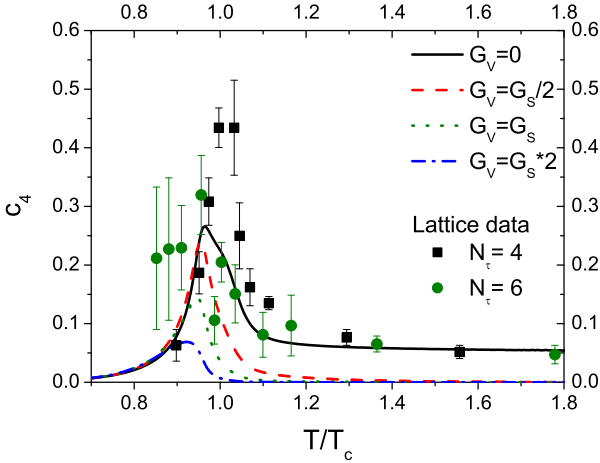 0.8 1.0 1.2 1.4 1.6 1.8
0.6 0.6
G_V=0
G_V=G_S/2
0.5 0.5
G_V=G_S
0.4 G_V=G_S*2 0.4
c_4
0.3 0.3
Lattice data
0.2 N_τ = 4 0.2
N_τ = 6
0.1 0.1
0.0 0.0
0.8 1.0 1.2 1.4 1.6 1.8
T/T_c